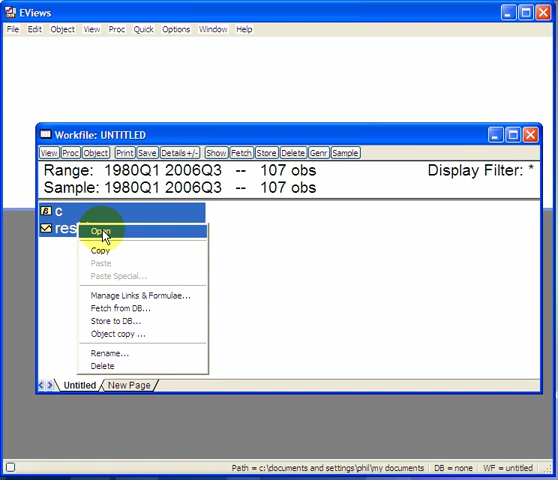 EViews
File Edit Object View Proc Quick Options Window Help
Workfile: UNTITLED
View Proc Object Print Save Details+/- Show Fetch Store Delete Genr Sample
Range: 1980Q1 2006Q3 -- 107 obs Display Filter: *
Sample: 1980Q1 2006Q3 -- 107 obs
c
res
Open
Copy
Paste
Paste Special...
Manage Links & Formulae...
Fetch from DB...
Store to DB...
Object copy ...
Rename...
Delete
Untitled New Page
Path = c:\documents and settings\phil\my documents DB = none WF = untitled